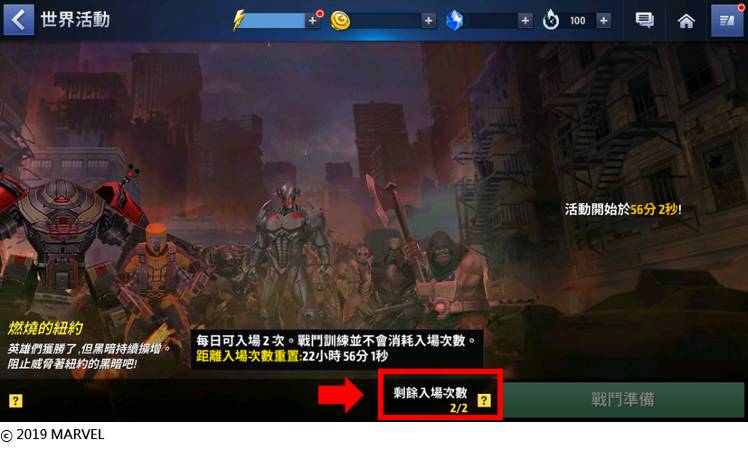 世界活動
+
+
+
100 +
活動開始於56分 2秒!
燃燒的紐約
英雄們獲勝了,但黑暗持續擴增。
阻止威脅著紐約的黑暗吧!
每日可入場 2 次。戰鬥訓練並不會消耗入場次數。
距離入場次數重置:22小時 56分 1秒
?
剩餘入場次數
2/2
?
戰鬥準備
© 2019 MARVEL